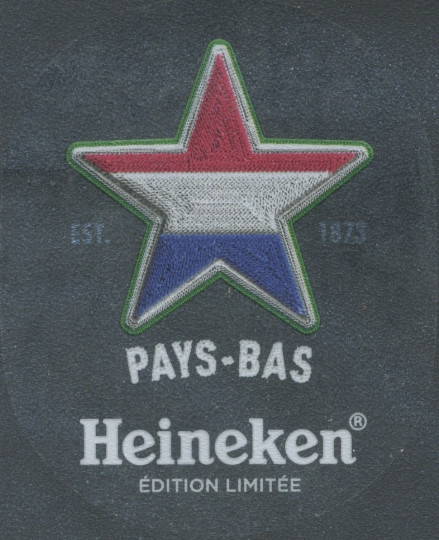 EST. 1873
PAYS-BAS
Heineken®
ÉDITION LIMITÉE